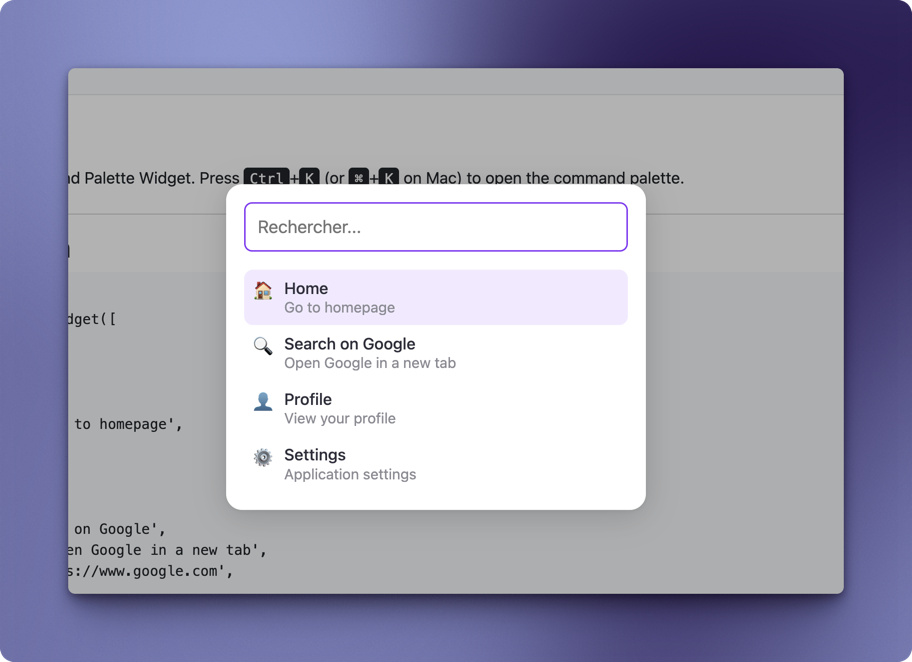 nd Palette Widget. Press Ctrl+K (or ⌘+K on Mac) to open the command palette.
Rechercher...
Home
Go to homepage
dget([
Search on Google
Open Google in a new tab
Profile
View your profile
to homepage',
Settings
Application settings
on Google',
en Google in a new tab',
s://www.google.com',